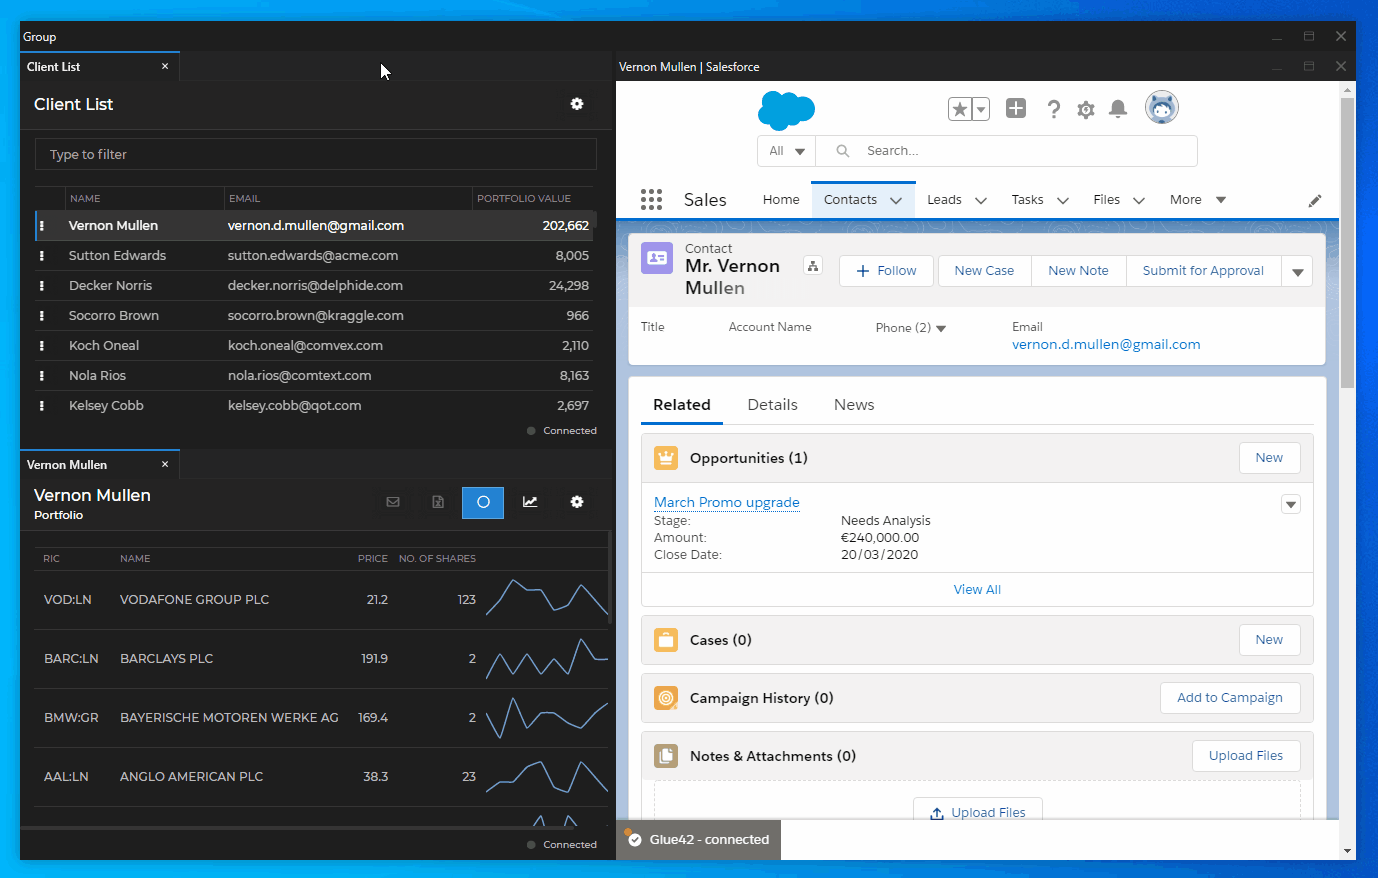 Group
Client List
Client List
Type to filter
NAME EMAIL PORTFOLIO VALUE
Vernon Mullen vernon.d.mullen@gmail.com 202,662
Sutton Edwards sutton.edwards@acme.com 8,005
Decker Norris decker.norris@delphide.com 24,298
Socorro Brown socorro.brown@kraggle.com 966
Koch Oneal koch.oneal@comvex.com 2,110
Nola Rios nola.rios@comtext.com 8,163
Kelsey Cobb kelsey.cobb@qot.com 2,697
Connected
Vernon Mullen
Vernon Mullen
Portfolio
RIC NAME PRICE NO. OF SHARES
VOD:LN VODAFONE GROUP PLC 21.2 123
BARC:LN BARCLAYS PLC 191.9 2
BMW:GR BAYERISCHE MOTOREN WERKE AG 169.4 2
AAL:LN ANGLO AMERICAN PLC 38.3 23
Connected
Vernon Mullen | Salesforce
All Search...
Sales Home Contacts Leads Tasks Files More
Contact
Mr. Vernon
Mullen
Follow New Case New Note Submit for Approval
Title Account Name Phone (2) Email
vernon.d.mullen@gmail.com
Related Details News
Opportunities (1) New
March Promo upgrade
Stage: Needs Analysis
Amount: €240,000.00
Close Date: 20/03/2020
View All
Cases (0) New
Campaign History (0) Add to Campaign
Notes & Attachments (0) Upload Files
Upload Files
Glue42 - connected